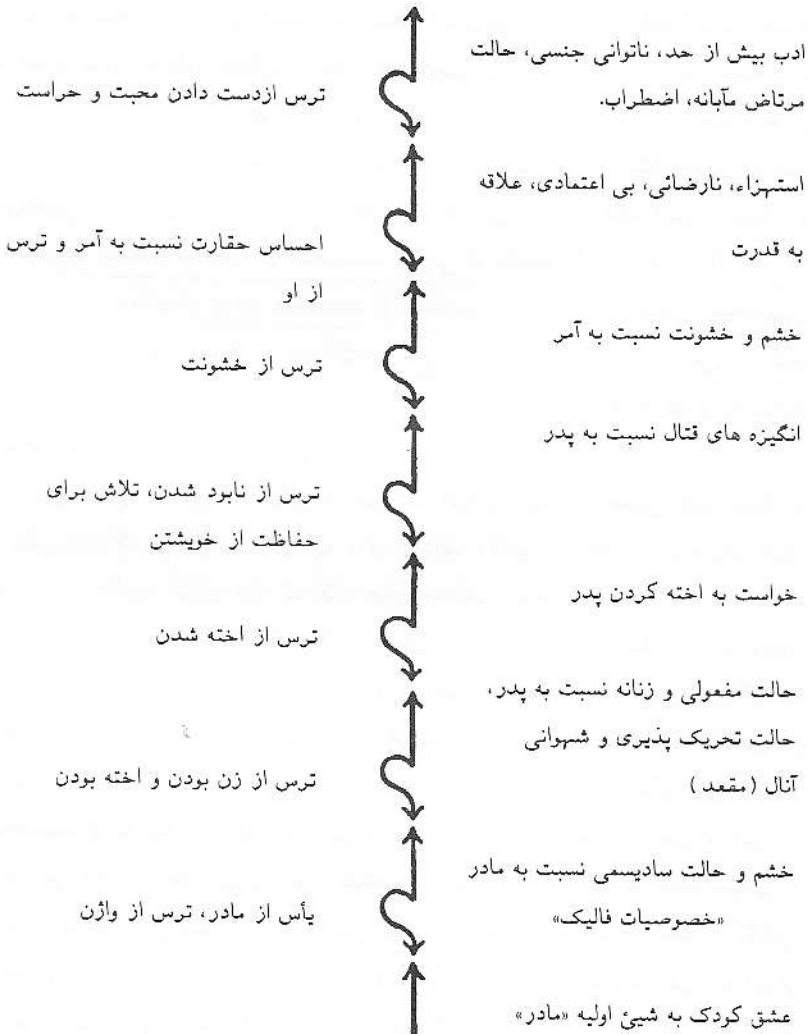 ادب بیش از حد، ناتوانی جنسی، حالت
مرتاض مآبانه، اضطراب.
ترس ازدست دادن محبت و حراست
استهزاء، نارضائی، بی اعتمادی، علاقه
به قدرت
احساس حقارت نسبت به آمر و ترس
از او
خشم و خشونت نسبت به آمر
ترس از خشونت
انگیزه های قتال نسبت به پدر
ترس از نابود شدن، تلاش برای
حفاظت از خویشتن
خواست به اخته کردن پدر
ترس از اخته شدن
حالت مفعولی و زنانه نسبت به پدر،
حالت تحریک پذیری و شهوانی
آنال (مقعد)
ترس از زن بودن و اخته بودن
خشم و حالت سادیسمی نسبت به مادر
«خصوصیات فالیک»
یأس از مادر، ترس از واژن
عشق کودک به شیئ اولیه «مادر»